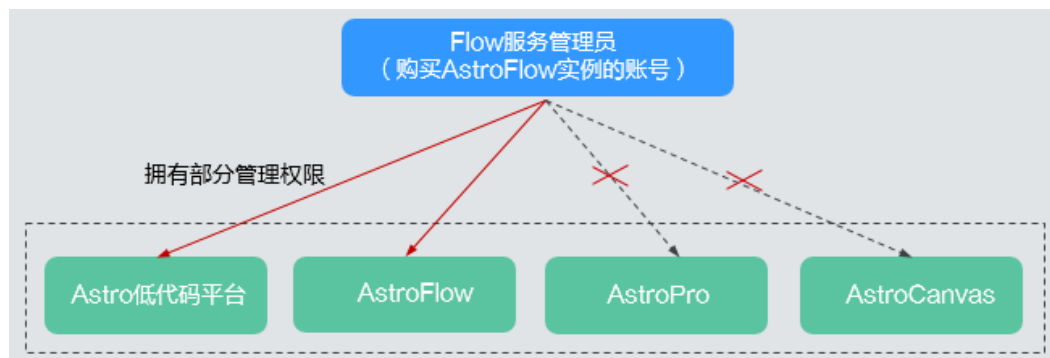 Flow服务管理员
（购买AstroFlow实例的账号）
拥有部分管理权限
Astro低代码平台
AstroFlow
AstroPro
AstroCanvas